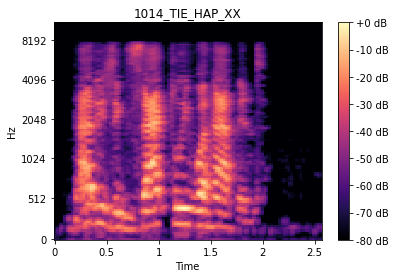 1014_TIE_HAP_XX
8192
4096
2048
1024
512
0
Hz
0
0.5
1
1.5
2
2.5
Time
+0 dB
-10 dB
-20 dB
-30 dB
-40 dB
-50 dB
-60 dB
-70 dB
-80 dB